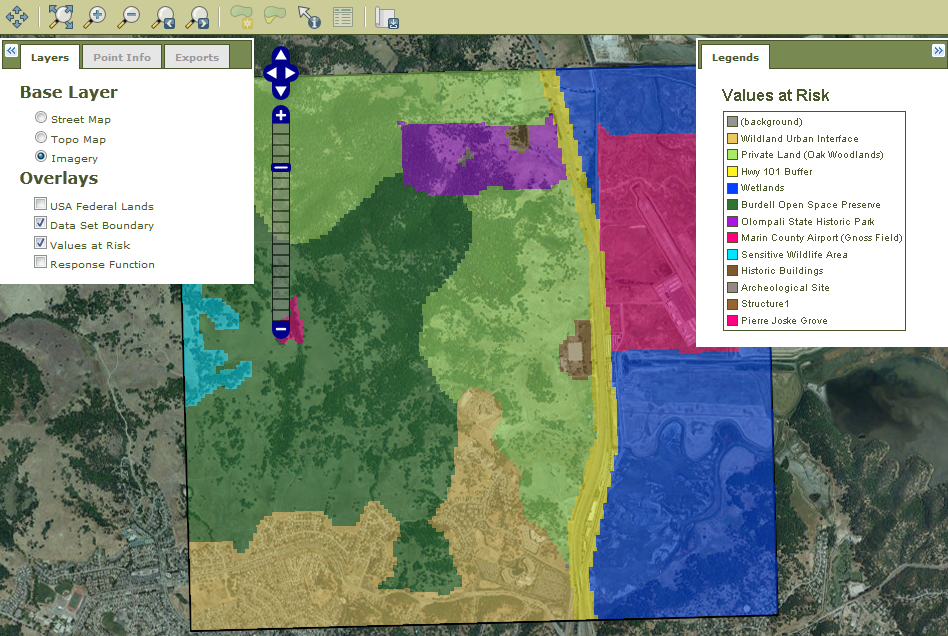 Layers
Point Info
Exports
Base Layer
Street Map
Topo Map
Imagery
Overlays
USA Federal Lands
Data Set Boundary
Values at Risk
Response Function
Legends
Values at Risk
(background)
Wildland Urban Interface
Private Land (Oak Woodlands)
Hwy 101 Buffer
Wetlands
Burdell Open Space Preserve
Olompali State Historic Park
Marin County Airport (Gnoss Field)
Sensitive Wildlife Area
Historic Buildings
Archeological Site
Structure1
Pierre Joske Grove